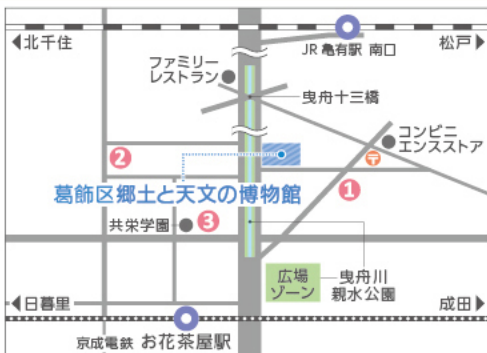 ◀北千住
JR 亀有駅 南口
松戸▶
ファミリー
レストラン
曳舟十三橋
コンビニ
エンスストア
〒
②
葛飾区郷土と天文の博物館
①
共栄学園
③
広場
ゾーン
曳舟川
親水公園
◀日暮里
成田▶
京成電鉄 お花茶屋駅